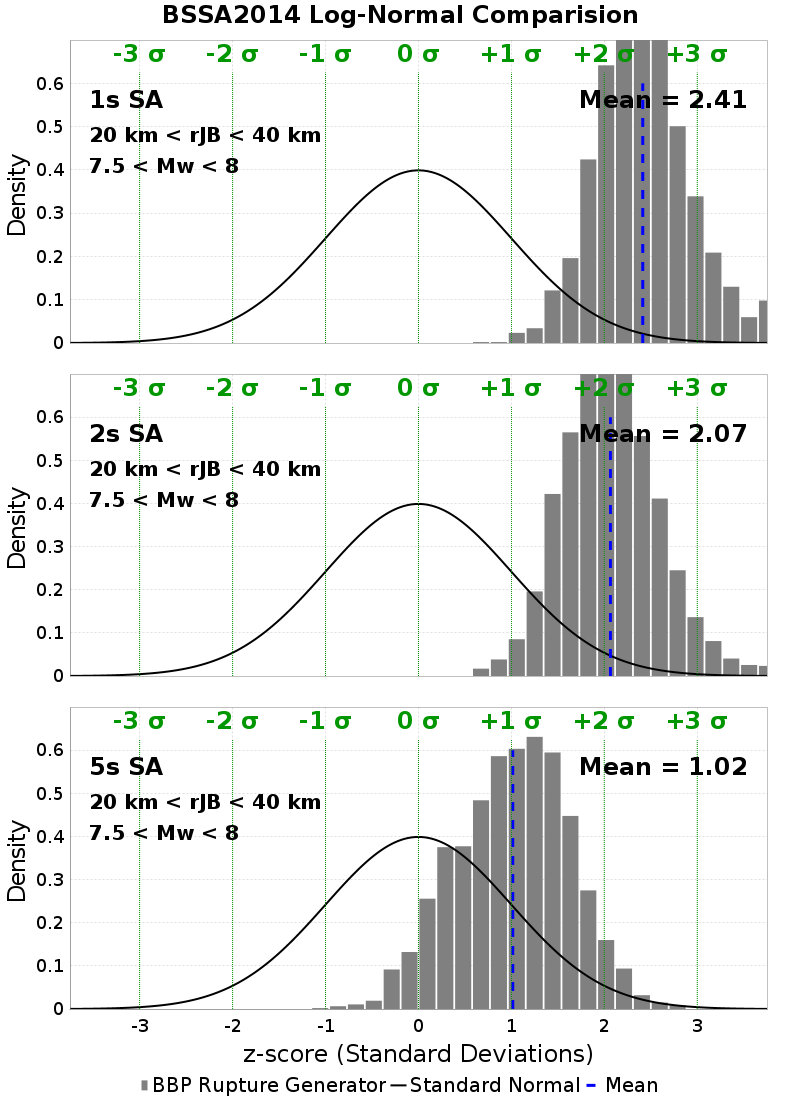 BSSA2014 Log-Normal Comparision
-3 σ -2 σ -1 σ 0 σ +1 σ +2 σ +3 σ
0.6
1s SA Mean = 2.41
0.5
20 km < rJB < 40 km
0.4
7.5 < Mw < 8
Density
0.3
0.2
0.1
0
-3 σ -2 σ -1 σ 0 σ +1 σ +2 σ +3 σ
0.6
2s SA Mean = 2.07
0.5
20 km < rJB < 40 km
0.4
7.5 < Mw < 8
Density
0.3
0.2
0.1
0
-3 σ -2 σ -1 σ 0 σ +1 σ +2 σ +3 σ
0.6
5s SA Mean = 1.02
0.5
20 km < rJB < 40 km
0.4
7.5 < Mw < 8
Density
0.3
0.2
0.1
0
-3 -2 -1 0 1 2 3
z-score (Standard Deviations)
BBP Rupture Generator Standard Normal Mean